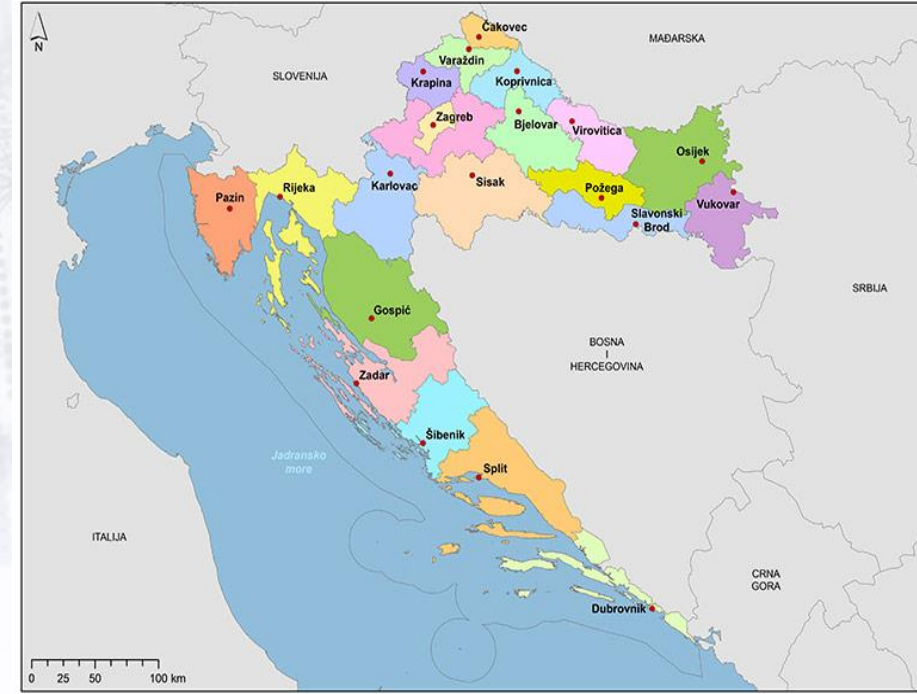 N
Čakovec
MAĐARSKA
Varaždin
SLOVENIJA
Krapina
Koprivnica
Zagreb
Bjelovar
Virovitica
Osijek
Pazin
Rijeka
Karlovac
Sisak
Požega
Vukovar
Slavonski
Brod
SRBIJA
Gospić
BOSNA
I
HERCEGOVINA
Zadar
Šibenik
Jadransko
more
Split
ITALIJA
CRNA
GORA
Dubrovnik
0 25 50 100 km